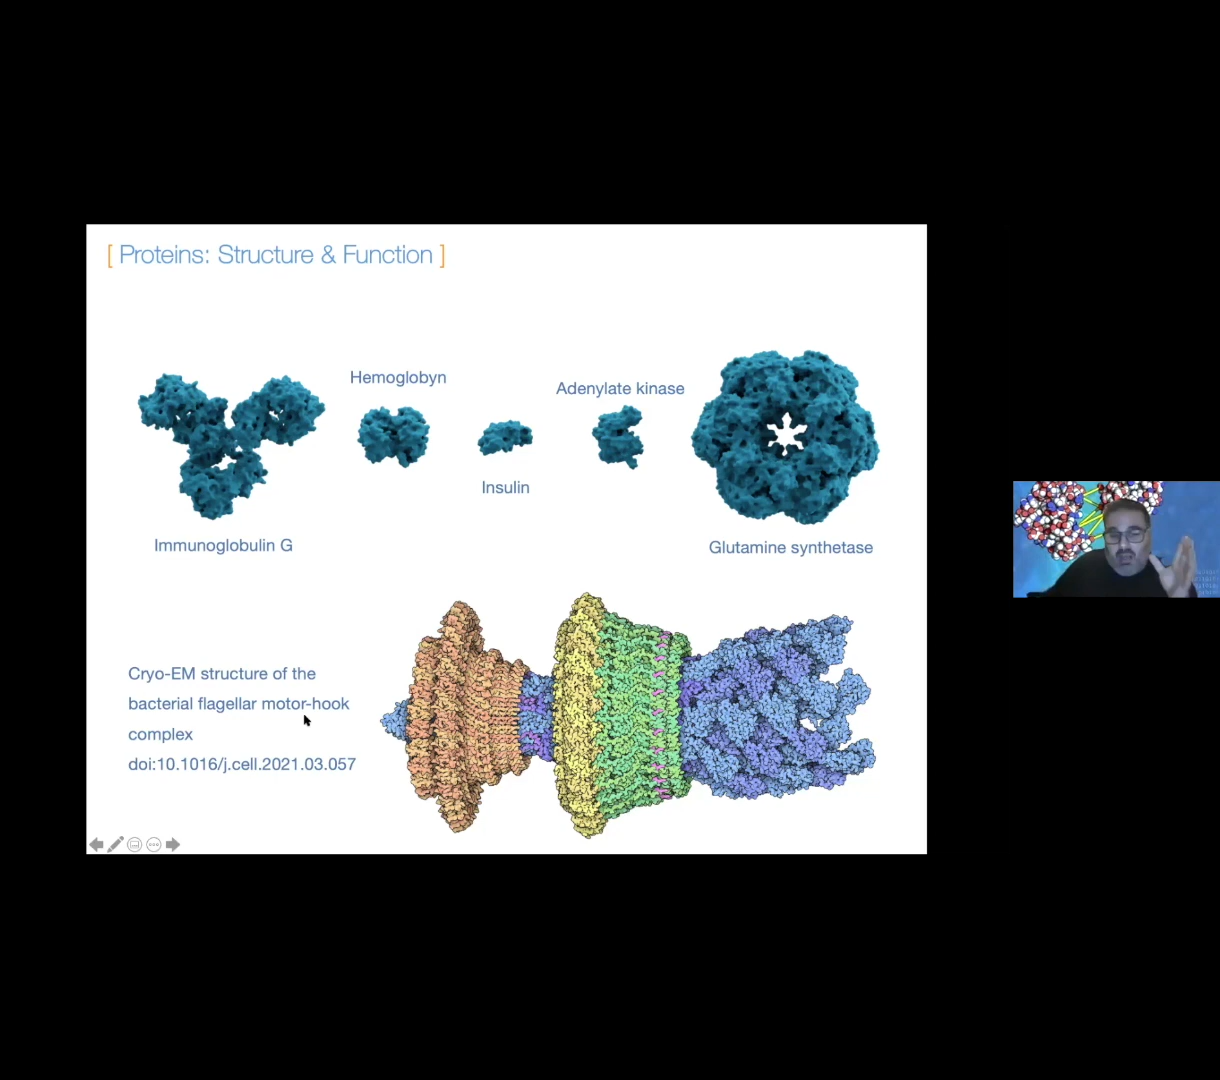 [ Proteins: Structure & Function ]
Hemoglobyn
Adenylate kinase
Insulin
Immunoglobulin G
Glutamine synthetase
Cryo-EM structure of the
bacterial flagellar motor-hook
complex
doi:10.1016/j.cell.2021.03.057